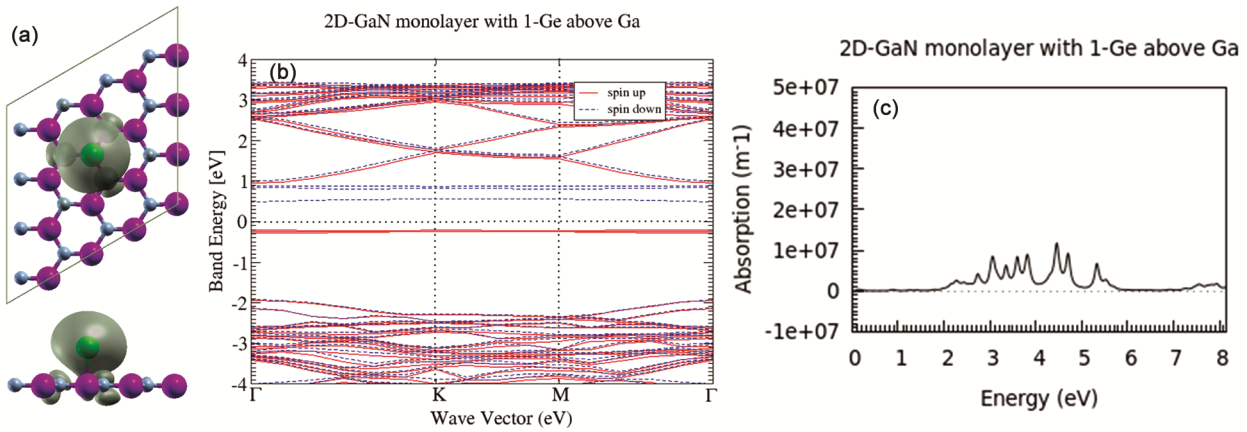 (a)
2D-GaN monolayer with 1-Ge above Ga
(b)
spin up
spin down
4
3
2
1
0
-1
-2
-3
-4
Band Energy [eV]
Γ K M Γ
Wave Vector (eV)
2D-GaN monolayer with 1-Ge above Ga
(c)
5e+07
4e+07
3e+07
2e+07
1e+07
0
-1e+07
Absorption (m-1)
0 1 2 3 4 5 6 7 8
Energy (eV)